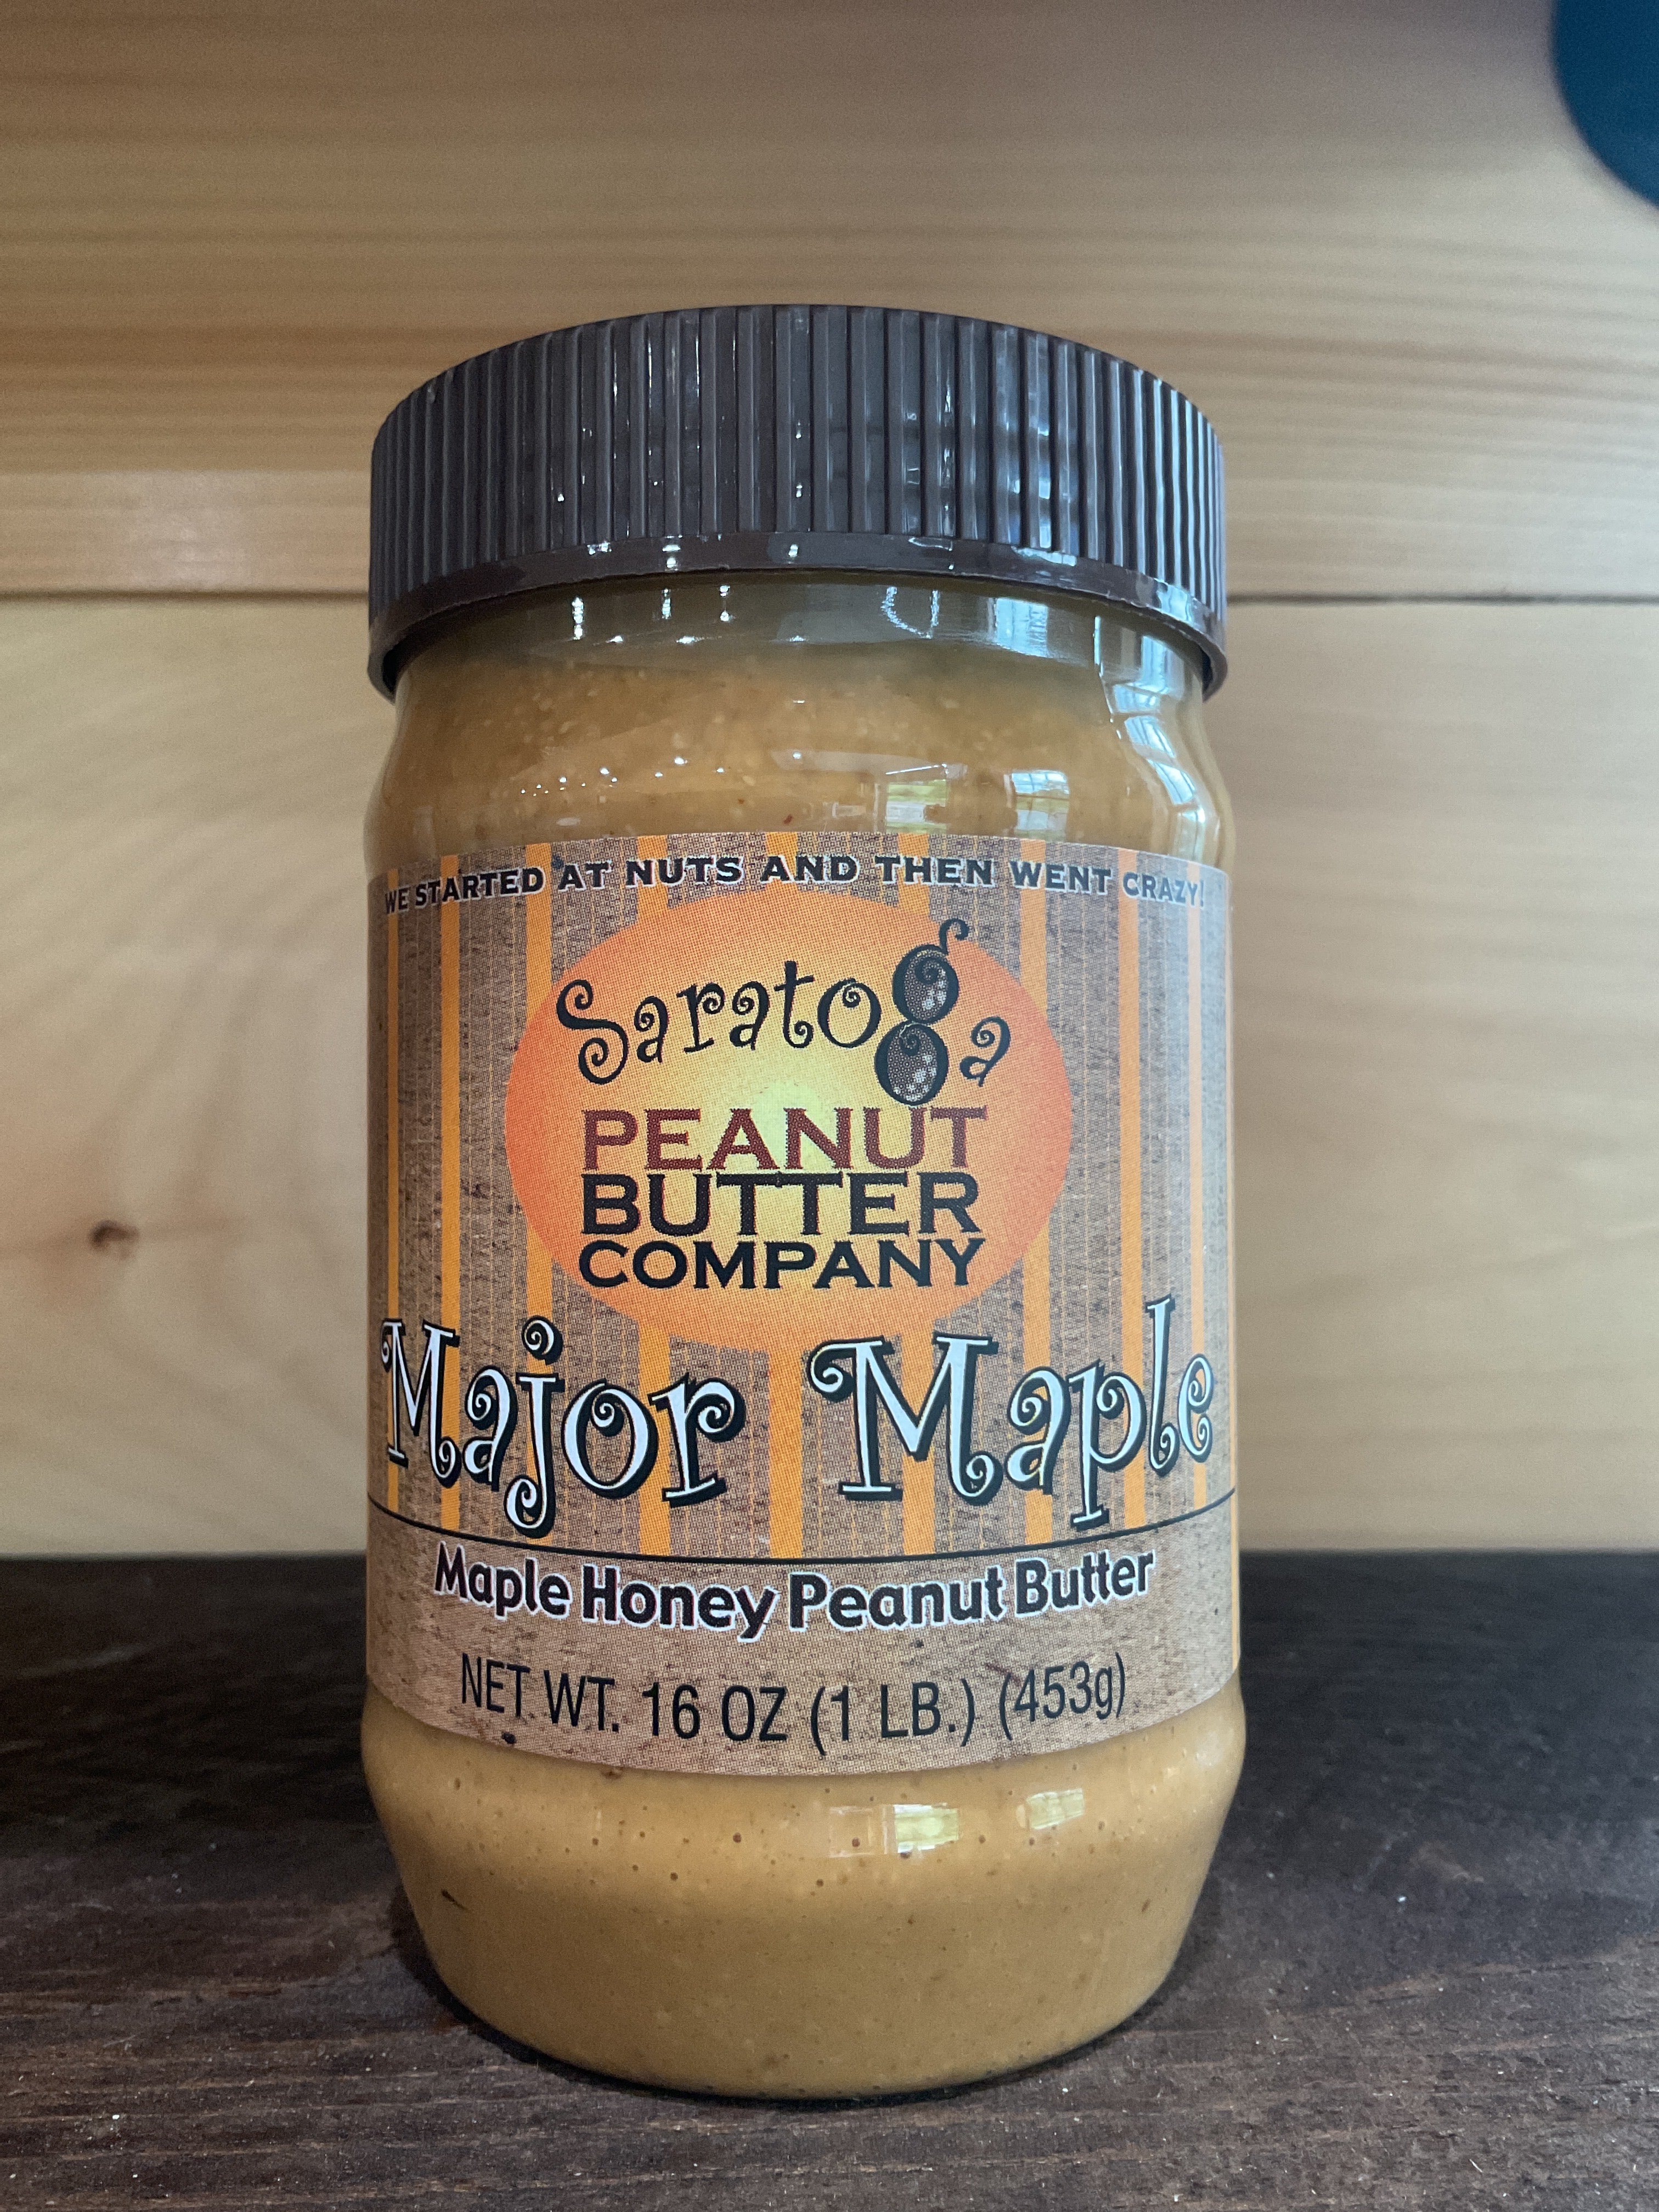 WE STARTED AT NUTS AND THEN WENT CRAZY!
Saratoga
PEANUT
BUTTER
COMPANY
Major Maple
Maple Honey Peanut Butter
NET WT. 16 OZ (1 LB.) (453g)